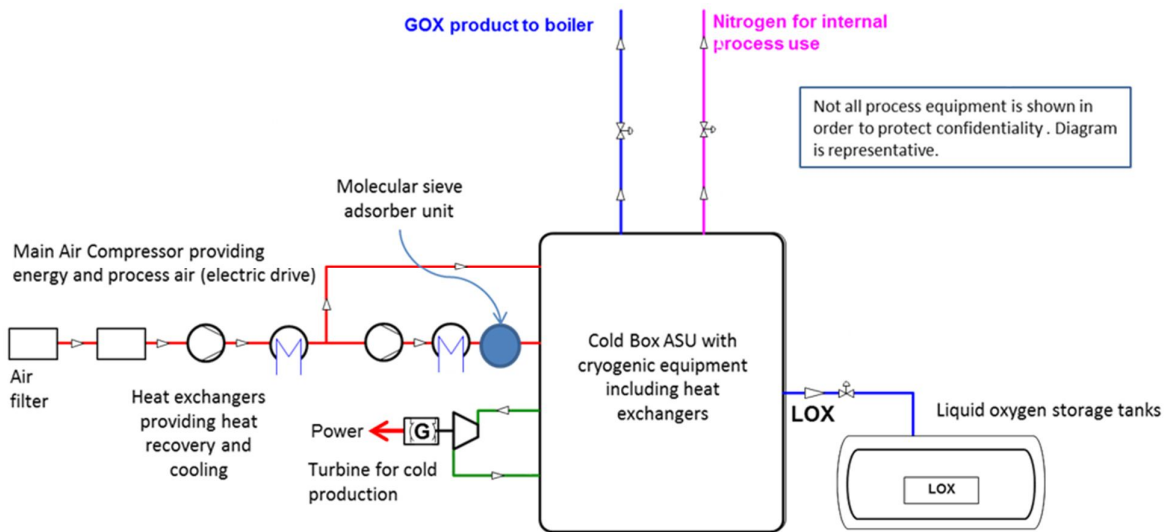 GOX product to boiler
Nitrogen for internal
process use
Not all process equipment is shown in
order to protect confidentiality . Diagram
is representative.
Molecular sieve
adsorber unit
Main Air Compressor providing
energy and process air (electric drive)
Air
filter
Heat exchangers
providing heat
recovery and
cooling
Cold Box ASU with
cryogenic equipment
including heat
exchangers
Power
G
Turbine for cold
production
LOX
Liquid oxygen storage tanks
LOX